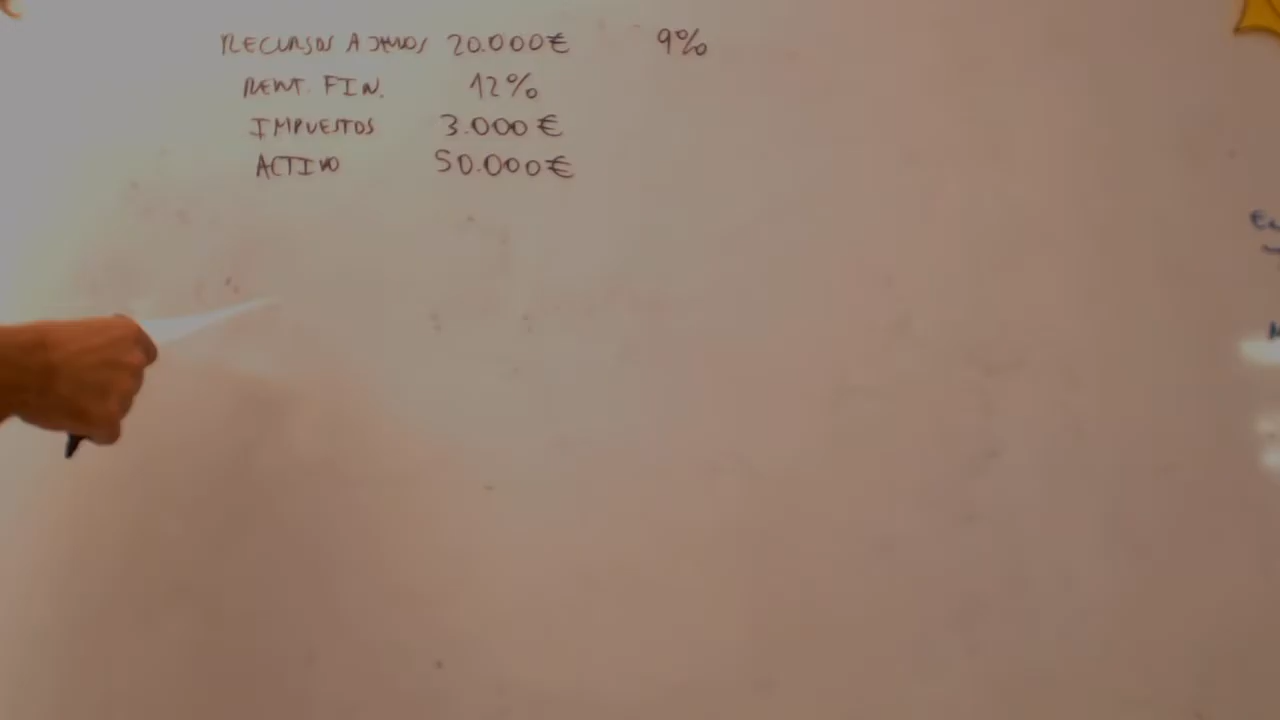 RECURSOS AJENOS 20.000€ 9%
RENT. FIN. 12%
IMPUESTOS 3.000€
ACTIVO 50.000€